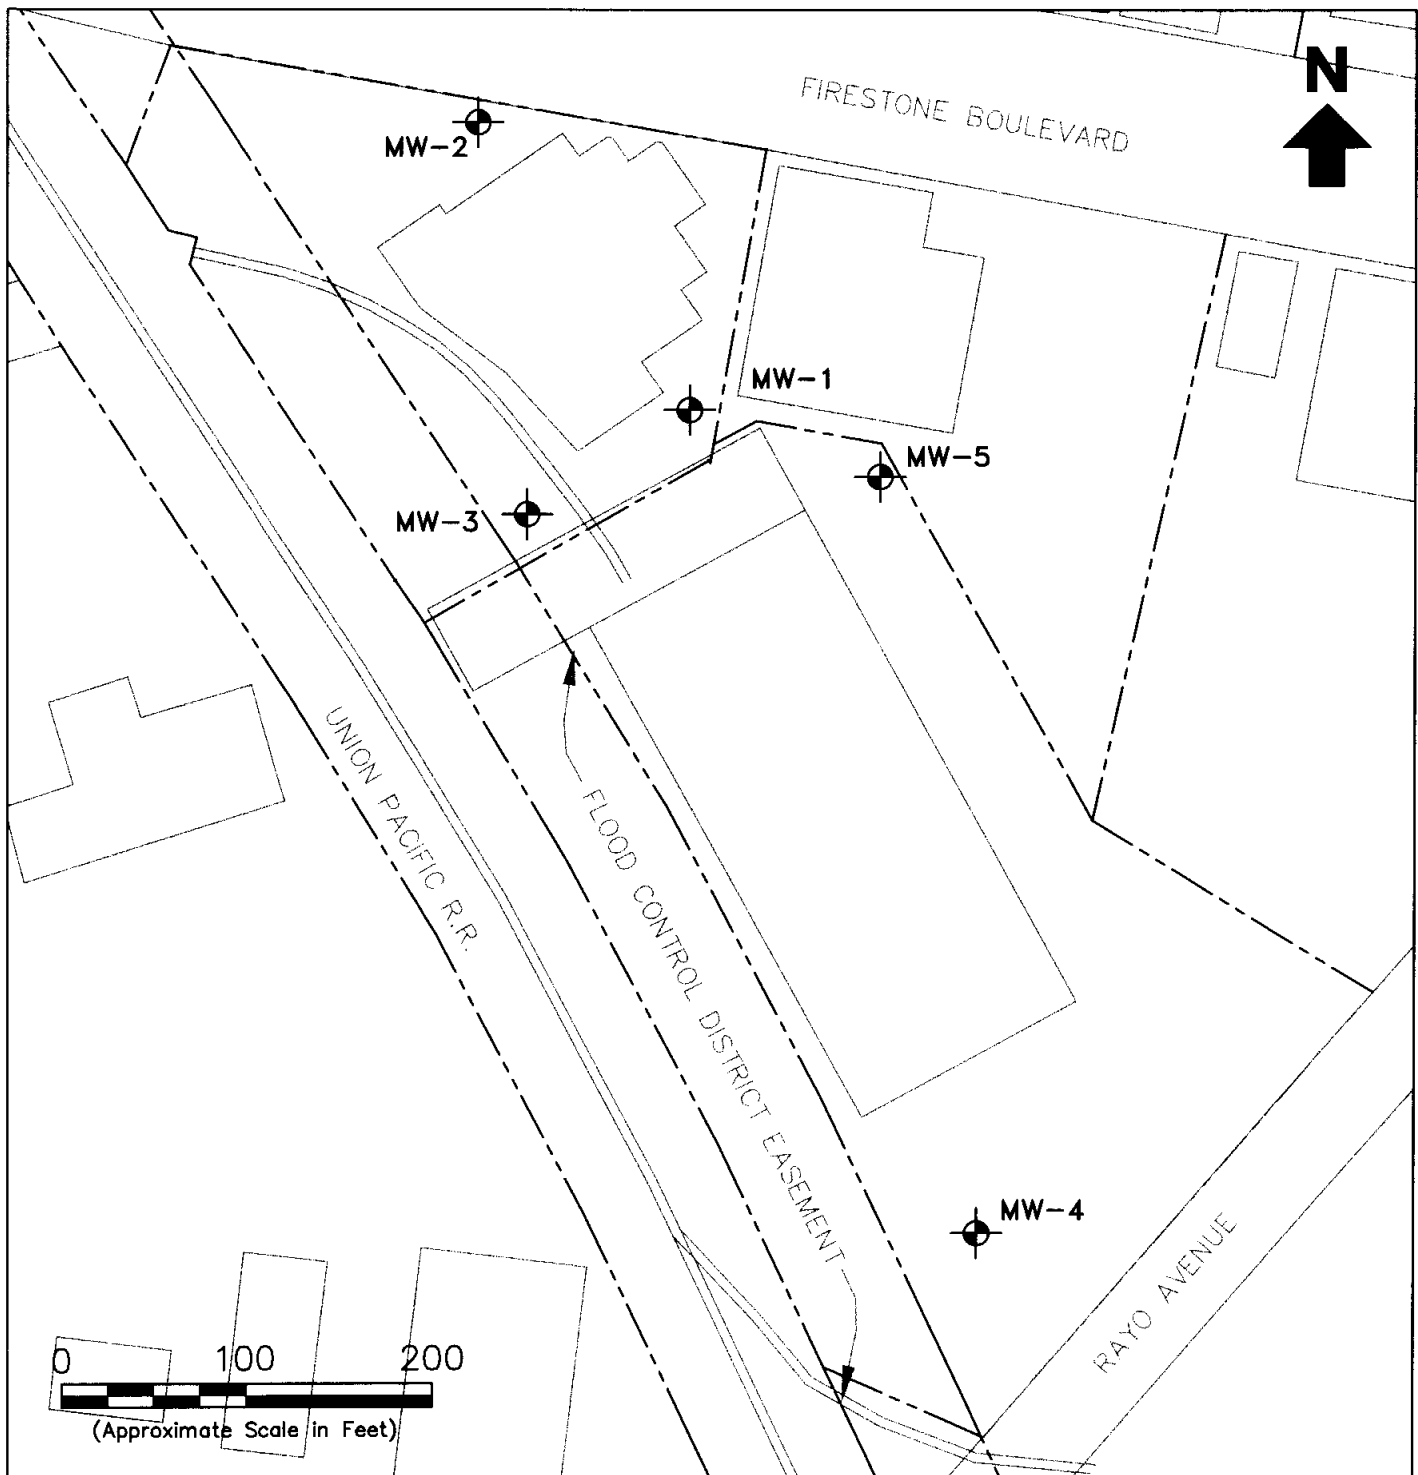 FIRESTONE BOULEVARD
N
MW-2
MW-1
MW-5
MW-3
UNION PACIFIC R.R.
FLOOD CONTROL DISTRICT EASEMENT
MW-4
RAYO AVENUE
0 100 200
(Approximate Scale in Feet)